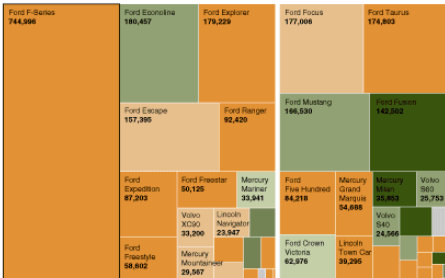 Ford F-Series
744,996
Ford Econoline
180,457
Ford Explorer
179,229
Ford Escape
157,395
Ford Ranger
92,420
Ford
Expedition
87,203
Ford Freestar
50,125
Mercury
Mariner
33,941
Volvo
XC90
33,200
Lincoln
Navigator
23,947
Ford
Freestyle
58,602
Mercury
Mountaineer
29,567
Ford Focus
177,006
Ford Taurus
174,803
Ford Mustang
166,530
Ford Fusion
142,502
Ford
Five Hundred
84,218
Mercury
Grand
Marquis
54,688
Mercury
Milan
35,853
Volvo
S60
25,753
Volvo
S40
24,566
Ford Crown
Victoria
62,976
Lincoln
Town Car
39,295